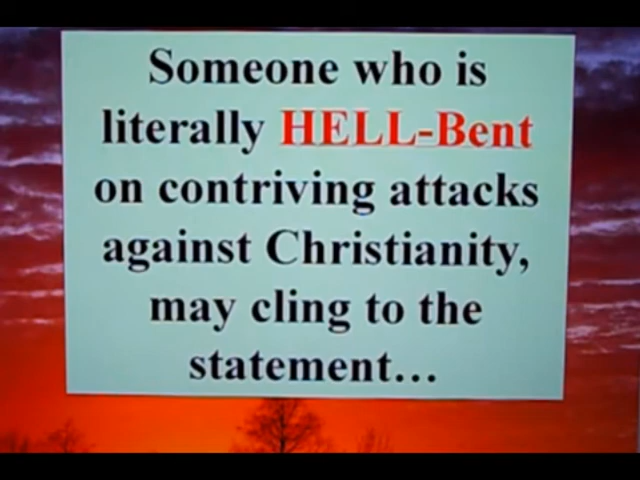 Someone who is
literally HELL-Bent
on contriving attacks
against Christianity,
may cling to the
statement…